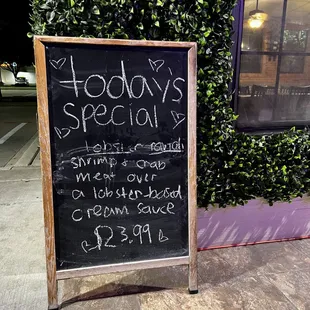 today's
special
lobster ravioli
shrimp & crab
meat over
a lobster-based
cream sauce
$23.99